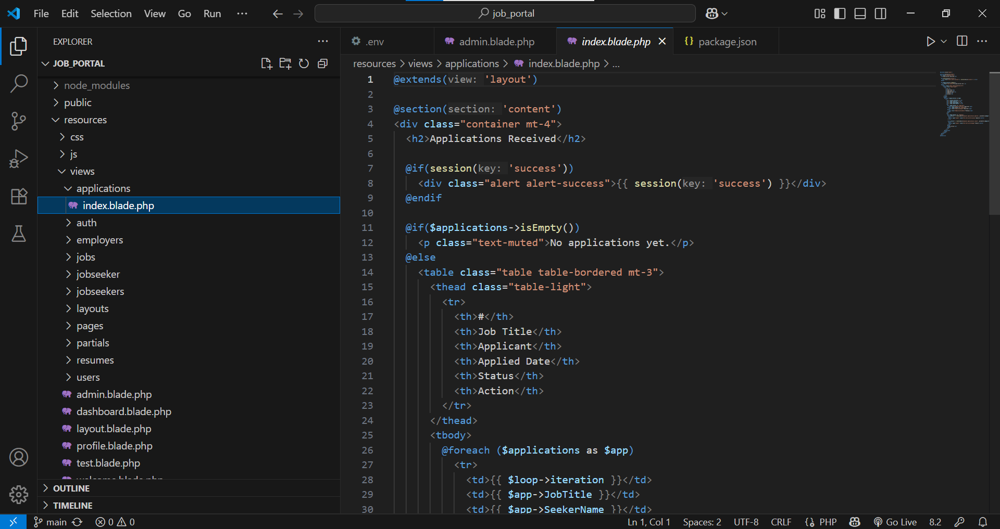 File Edit Selection View Go Run ···
job_portal
EXPLORER
JOB_PORTAL
node_modules
public
resources
css
js
views
applications
index.blade.php
auth
employers
jobs
jobseeker
jobseekers
layouts
pages
partials
resumes
users
admin.blade.php
dashboard.blade.php
layout.blade.php
profile.blade.php
test.blade.php
welcome.blade.php
OUTLINE
TIMELINE
.env
admin.blade.php
index.blade.php
{} package.json
resources > views > applications > index.blade.php > ...
1 @extends(view: 'layout')
2
3 @section(section: 'content')
4 <div class="container mt-4">
5 <h2>Applications Received</h2>
6
7 @if(session(key: 'success'))
8 <div class="alert alert-success">{{ session(key: 'success') }}</div>
9 @endif
10
11 @if($applications->isEmpty())
12 <p class="text-muted">No applications yet.</p>
13 @else
14 <table class="table table-bordered mt-3">
15 <thead class="table-light">
16 <tr>
17 <th>#</th>
18 <th>Job Title</th>
19 <th>Applicant</th>
20 <th>Applied Date</th>
21 <th>Status</th>
22 <th>Action</th>
23 </tr>
24 </thead>
25 <tbody>
26 @foreach ($applications as $app)
27 <tr>
28 <td>{{ $loop->iteration }}</td>
29 <td>{{ $app->JobTitle }}</td>
30 <td>{{ $app->SeekerName }}</td>
main 0 0 Ln 1, Col 1 Spaces: 2 UTF-8 CRLF PHP Go Live 8.2